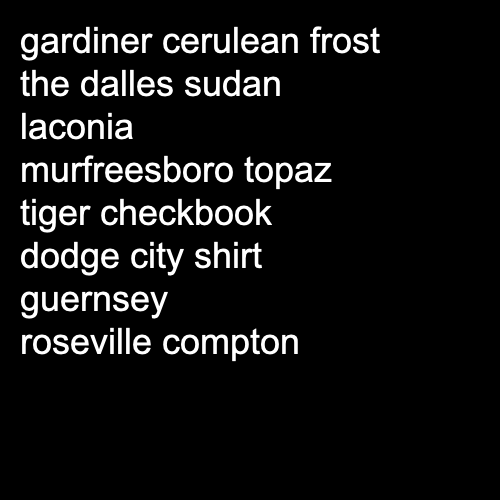 gardiner cerulean frost
the dalles sudan
laconia
murfreesboro topaz
tiger checkbook
dodge city shirt
guernsey
roseville compton